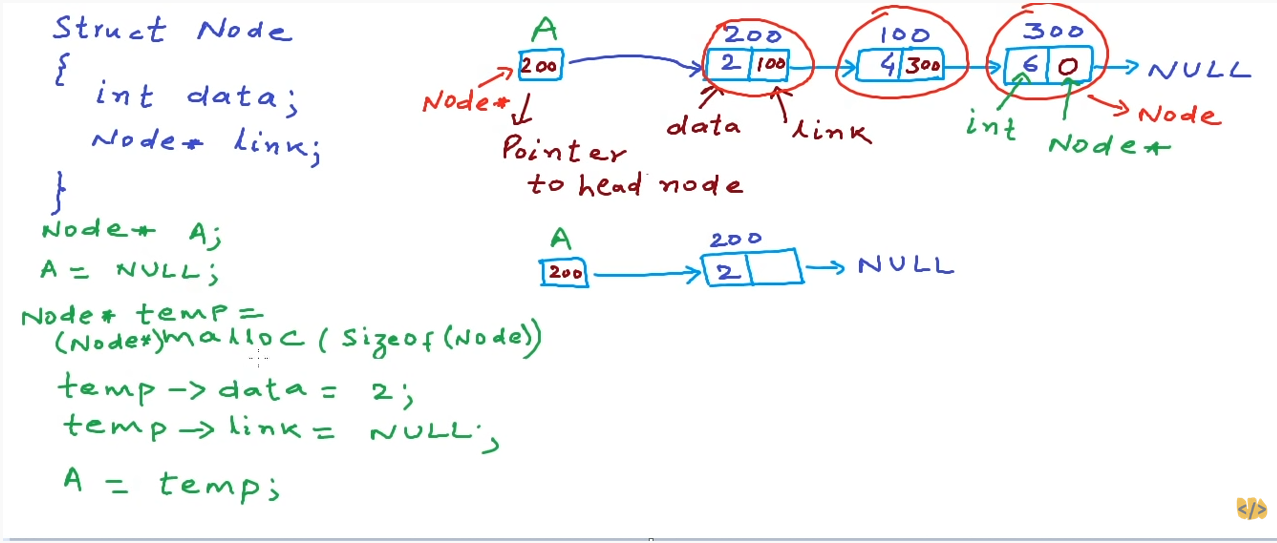 Struct Node
{
int data;
Node* link;
}
Node* A;
A = NULL;
Node* temp =
(Node*)malloc(sizeof(Node))
temp -> data = 2;
temp -> link = NULL;
A = temp;
A
200
Node*
Pointer
to head node
200
2 100
data
link
100
4 300
300
6 0
NULL
int
Node*
Node
A
200
200
2
NULL
</>